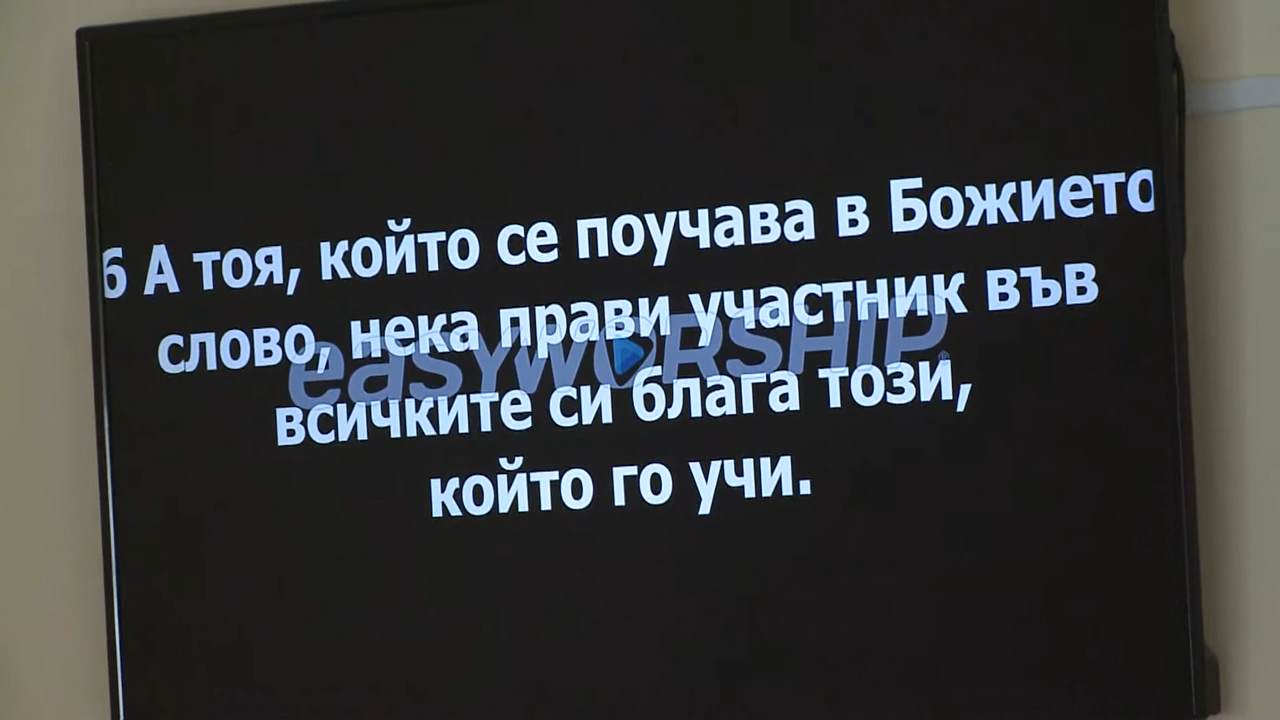 6 А тоя, който се поучава в Божието
слово, нека прави участник във
easyworship®
всичките си блага този,
който го учи.